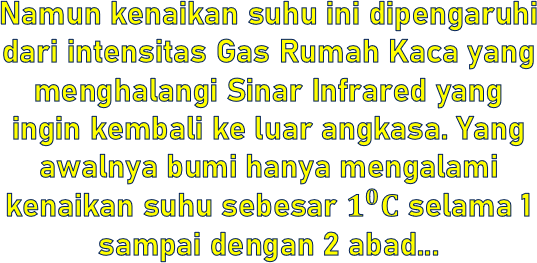 Namun kenaikan suhu ini dipengaruhi
dari intensitas Gas Rumah Kaca yang
menghalangi Sinar Infrared yang
ingin kembali ke luar angkasa. Yang
awalnya bumi hanya mengalami
kenaikan suhu sebesar 1⁰C selama 1
sampai dengan 2 abad...